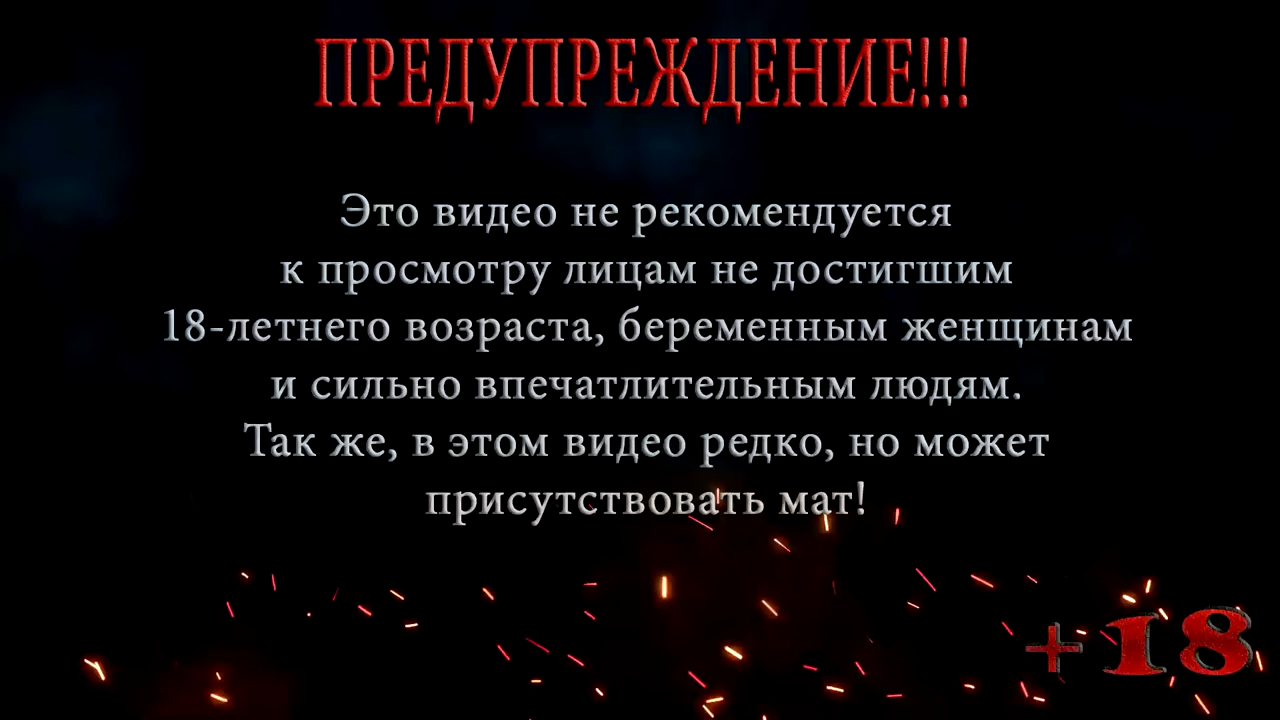 ПРЕДУПРЕЖДЕНИЕ!!!
Это видео не рекомендуется
к просмотру лицам не достигшим
18-летнего возраста, беременным женщинам
и сильно впечатлительным людям.
Так же, в этом видео редко, но может
присутствовать мат!
+18